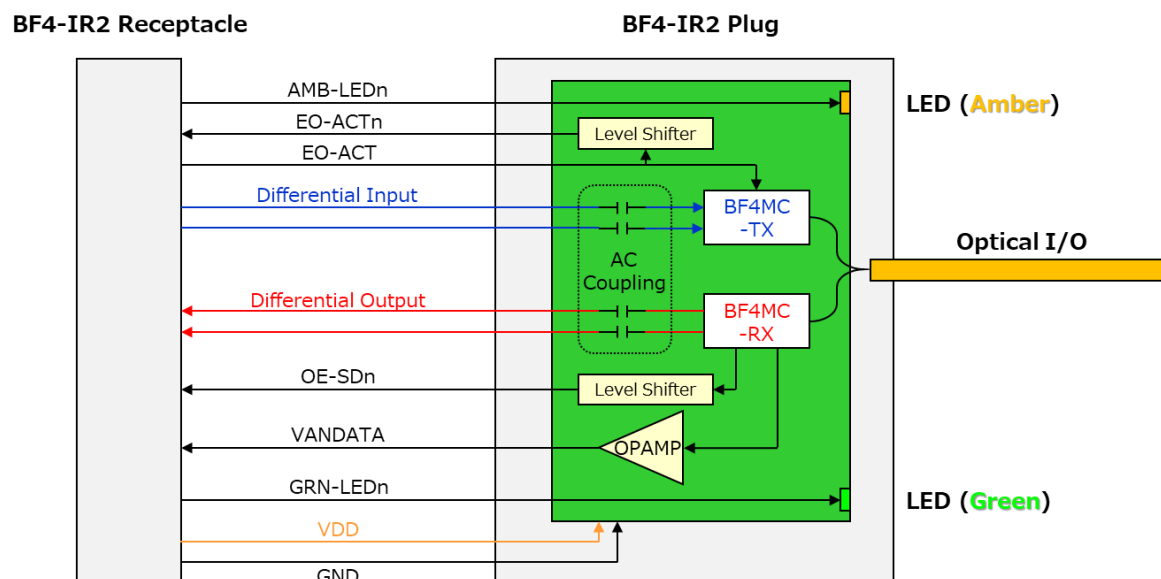 BF4-IR2 Receptacle
BF4-IR2 Plug
AMB-LEDn
LED (Amber)
EO-ACTn
Level Shifter
EO-ACT
Differential Input
BF4MC
-TX
Optical I/O
AC
Coupling
Differential Output
BF4MC
-RX
OE-SDn
Level Shifter
VANDATA
OPAMP
GRN-LEDn
LED (Green)
VDD
GND